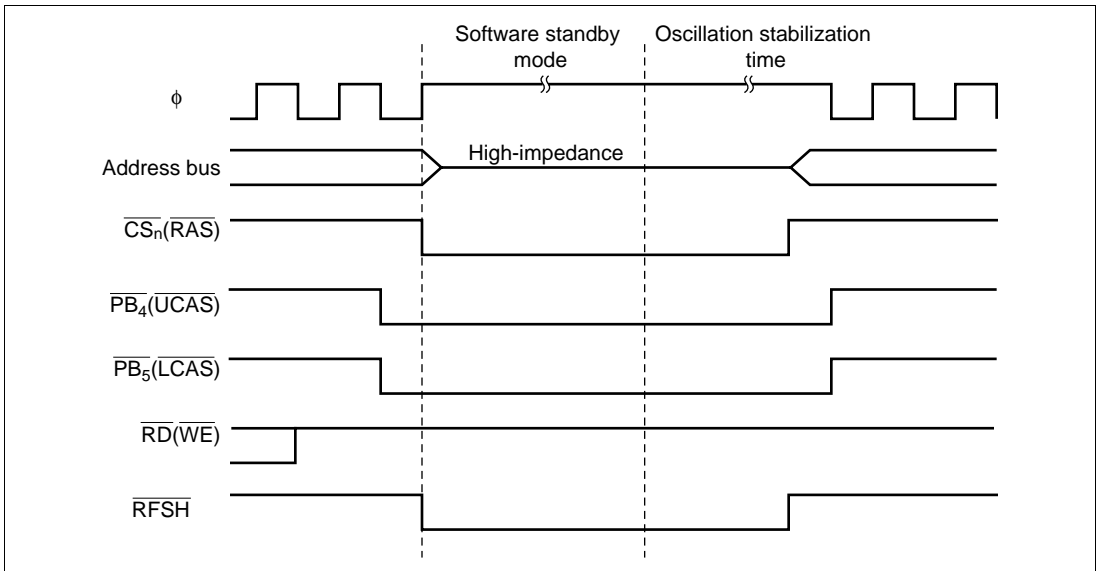 Software standby mode
Oscillation stabilization time
φ
Address bus
High-impedance
CSn(RAS)
PB4(UCAS)
PB5(LCAS)
RD(WE)
RFSH